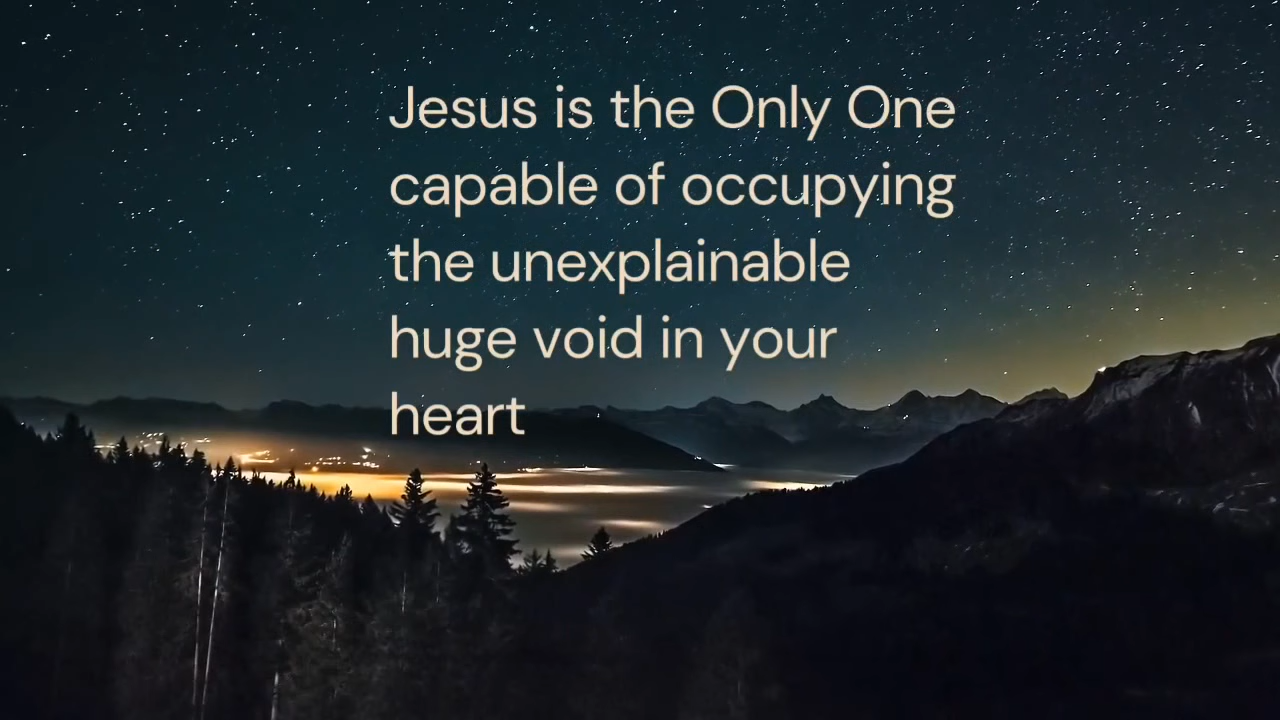 Jesus is the Only One
capable of occupying
the unexplainable
huge void in your
heart